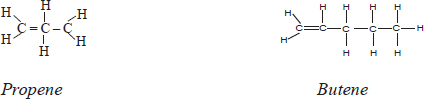 H H H
C = C – C
H H H
H H H H
C = C – C – C – C – H
H H H H H
Propene
Butene